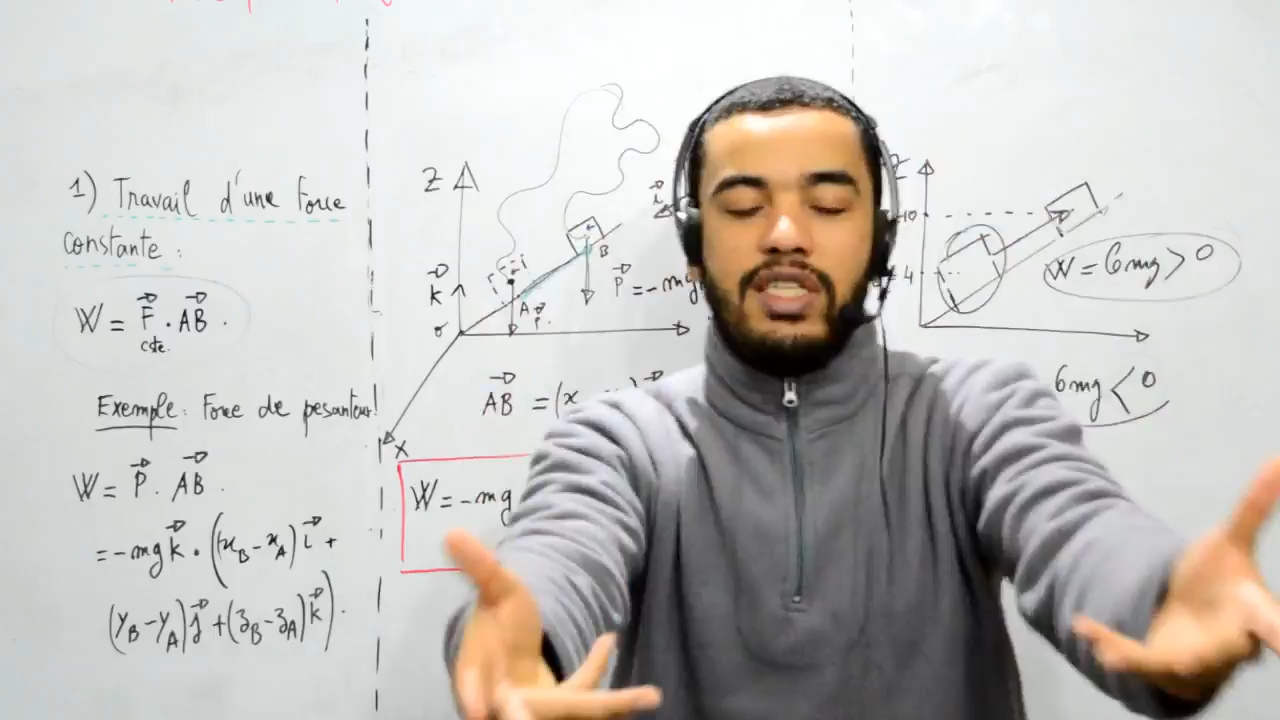 1) Travail d'une Force
constante :
W = F⃗ . AB⃗ .
cste.
Exemple : Force de pesanteur!
W = P⃗ . AB⃗ .
= -mg k⃗ • ((x_B - x_A) i⃗ +
(y_B - y_A) j⃗ + (z_B - z_A) k⃗) .
Z
k⃗
o
X
A
P⃗.
B
P⃗ = -mg
AB⃗ = (x
W = -mg
Z
10
4
W = 6mg > 0
6mg < 0